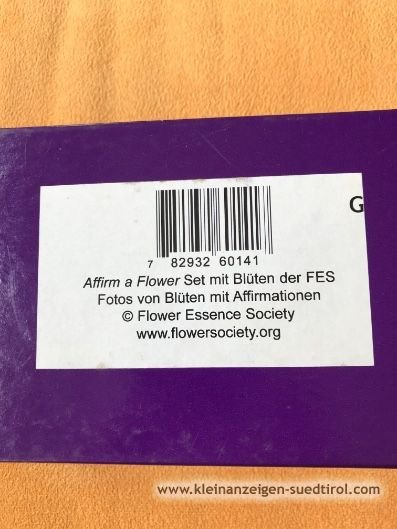 G
7 82932 60141
Affirm a Flower Set mit Blüten der FES
Fotos von Blüten mit Affirmationen
© Flower Essence Society
www.flowersociety.org
www.kleinanzeigen-suedtirol.com